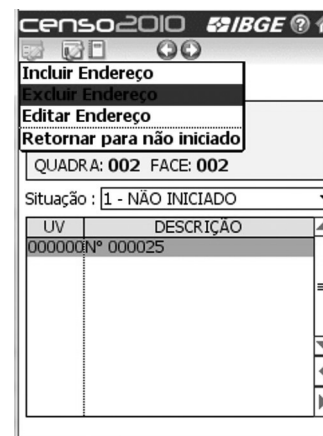 censo2010 IBGE
Incluir Endereço
Excluir Endereço
Editar Endereço
Retornar para não iniciado
QUADRA: 002 FACE: 002
Situação : 1 - NÃO INICIADO
UV DESCRIÇÃO
000000 Nº 000025